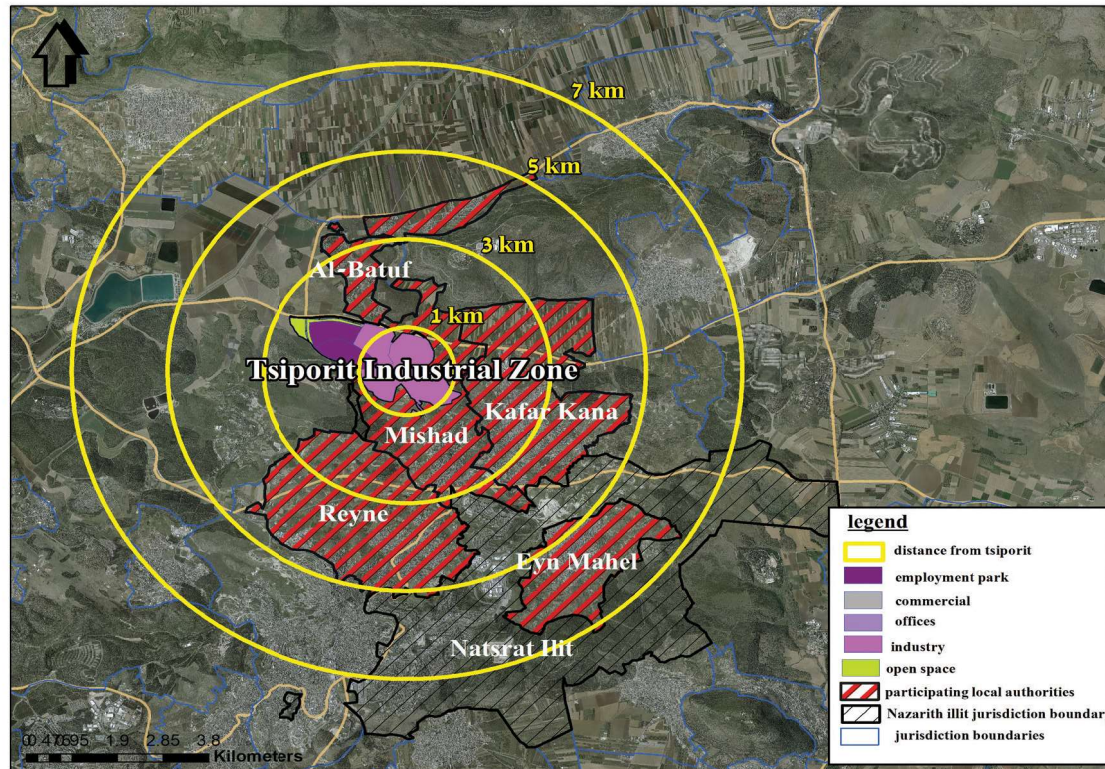 7 km
5 km
3 km
Al-Batuf
1 km
Tsiporit Industrial Zone
Kafar Kana
Mishad
Reyne
Eyn Mahel
Natsrat Ilit
legend
distance from tsiporit
employment park
commercial
offices
industry
open space
participating local authorities
Nazarith illit jurisdiction boundar
jurisdiction boundaries
1.9 2.85 3.8
Kilometers